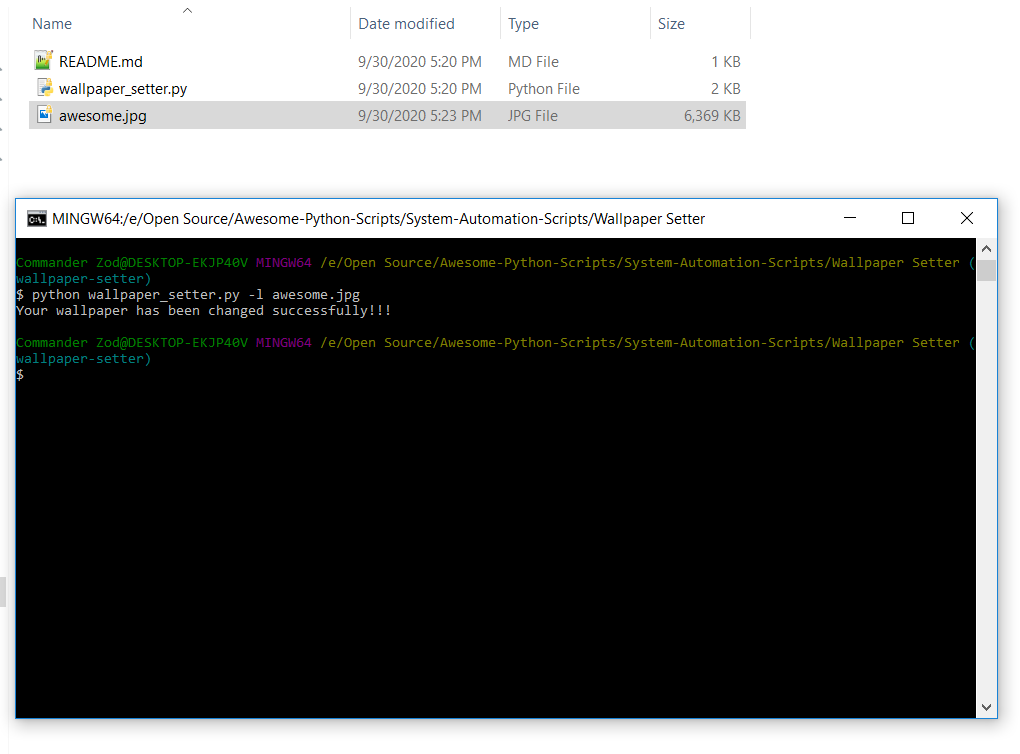 Name Date modified Type Size
README.md 9/30/2020 5:20 PM MD File 1 KB
wallpaper_setter.py 9/30/2020 5:20 PM Python File 2 KB
awesome.jpg 9/30/2020 5:23 PM JPG File 6,369 KB
MINGW64:/e/Open Source/Awesome-Python-Scripts/System-Automation-Scripts/Wallpaper Setter
Commander Zod@DESKTOP-EKJP40V MINGW64 /e/Open Source/Awesome-Python-Scripts/System-Automation-Scripts/Wallpaper Setter (
wallpaper-setter)
$ python wallpaper_setter.py -l awesome.jpg
Your wallpaper has been changed successfully!!!
Commander Zod@DESKTOP-EKJP40V MINGW64 /e/Open Source/Awesome-Python-Scripts/System-Automation-Scripts/Wallpaper Setter (
wallpaper-setter)
$